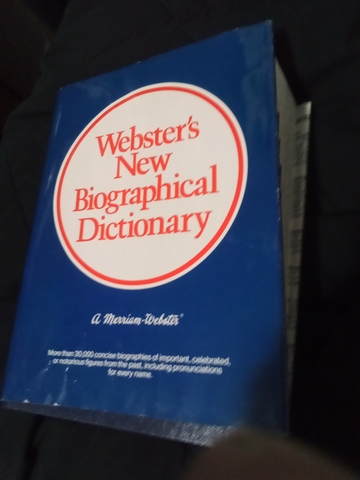 Webster's
New
Biographical
Dictionary
A Merriam-Webster®
More than 30,000 concise biographies of important, celebrated,
or notorious figures from the past, including pronunciations
for every name.